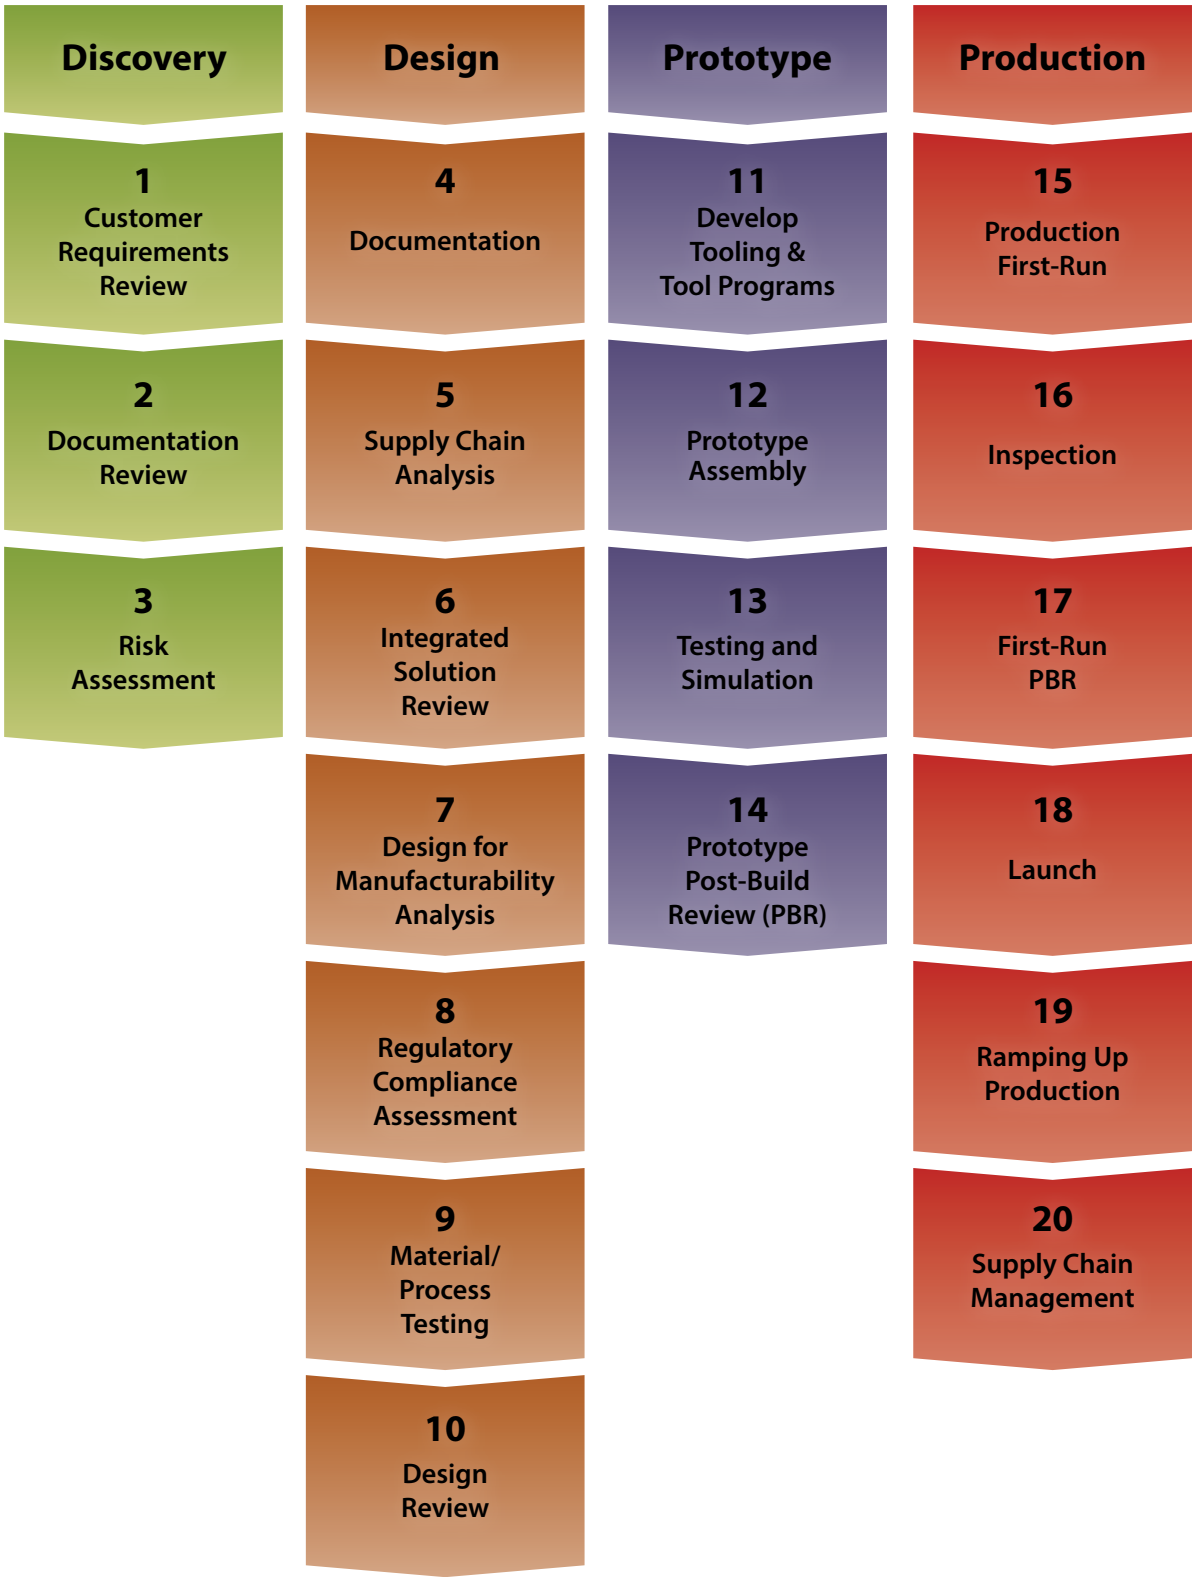 Discovery
1
Customer
Requirements
Review
2
Documentation
Review
3
Risk
Assessment
Design
4
Documentation
5
Supply Chain
Analysis
6
Integrated
Solution
Review
7
Design for
Manufacturability
Analysis
8
Regulatory
Compliance
Assessment
9
Material/
Process
Testing
10
Design
Review
Prototype
11
Develop
Tooling &
Tool Programs
12
Prototype
Assembly
13
Testing and
Simulation
14
Prototype
Post-Build
Review (PBR)
Production
15
Production
First-Run
16
Inspection
17
First-Run
PBR
18
Launch
19
Ramping Up
Production
20
Supply Chain
Management